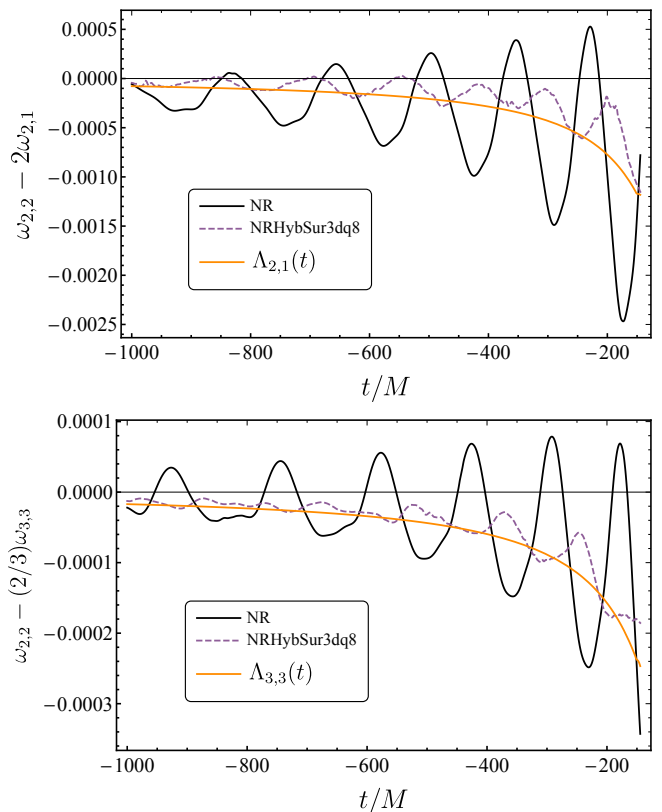 0.0005
0.0000
−0.0005
−0.0010
−0.0015
−0.0020
−0.0025
ω2,2 − 2ω2,1
NR
NRHybSur3dq8
Λ2,1(t)
−1000 −800 −600 −400 −200
t/M
0.0001
0.0000
−0.0001
−0.0002
−0.0003
ω2,2 − (2/3)ω3,3
NR
NRHybSur3dq8
Λ3,3(t)
−1000 −800 −600 −400 −200
t/M